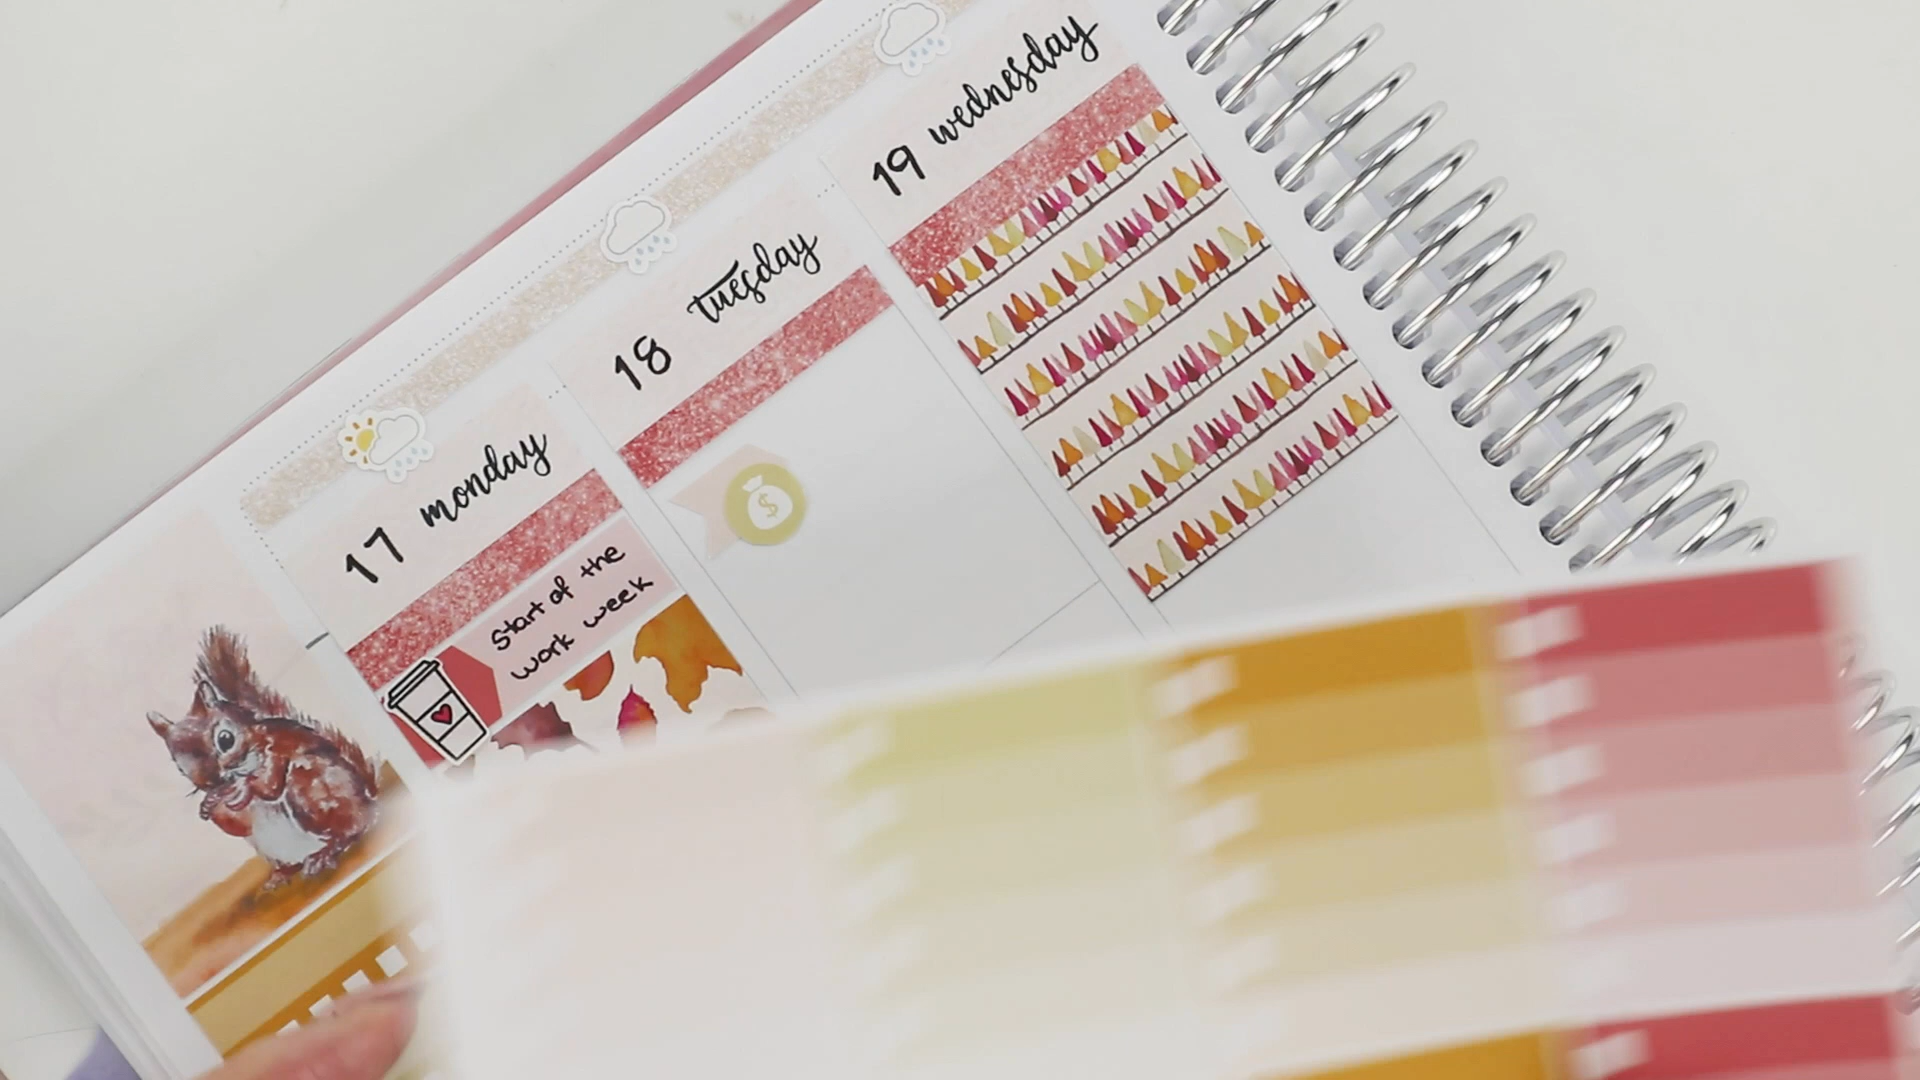 17 monday
Start of the
work week
18 tuesday
$
19 wednesday